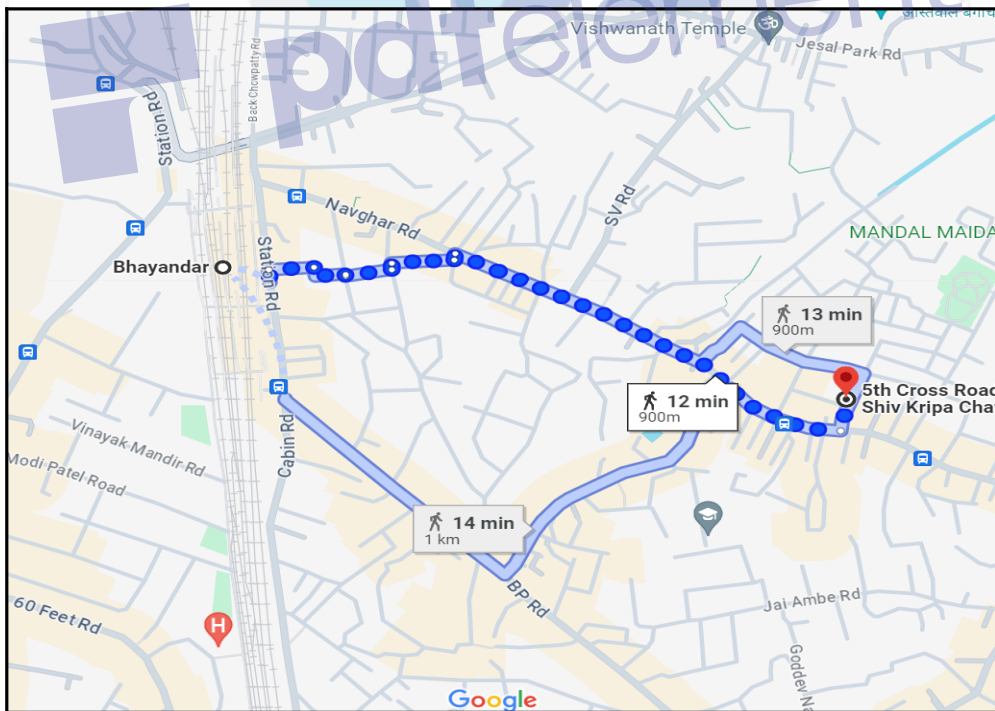 Vishwanath Temple
Jesal Park Rd
Back Chowpatty Rd
Station Rd
Navghar Rd
SV Rd
MANDAL MAIDA
Bhayandar
Station Rd
13 min
900m
5th Cross Road
Shiv Kripa Cha
12 min
900m
Vinayak Mandir Rd
Cabin Rd
Modi Patel Road
14 min
1 km
BP Rd
Jai Ambe Rd
60 Feet Rd
H
Goddev Na
Google